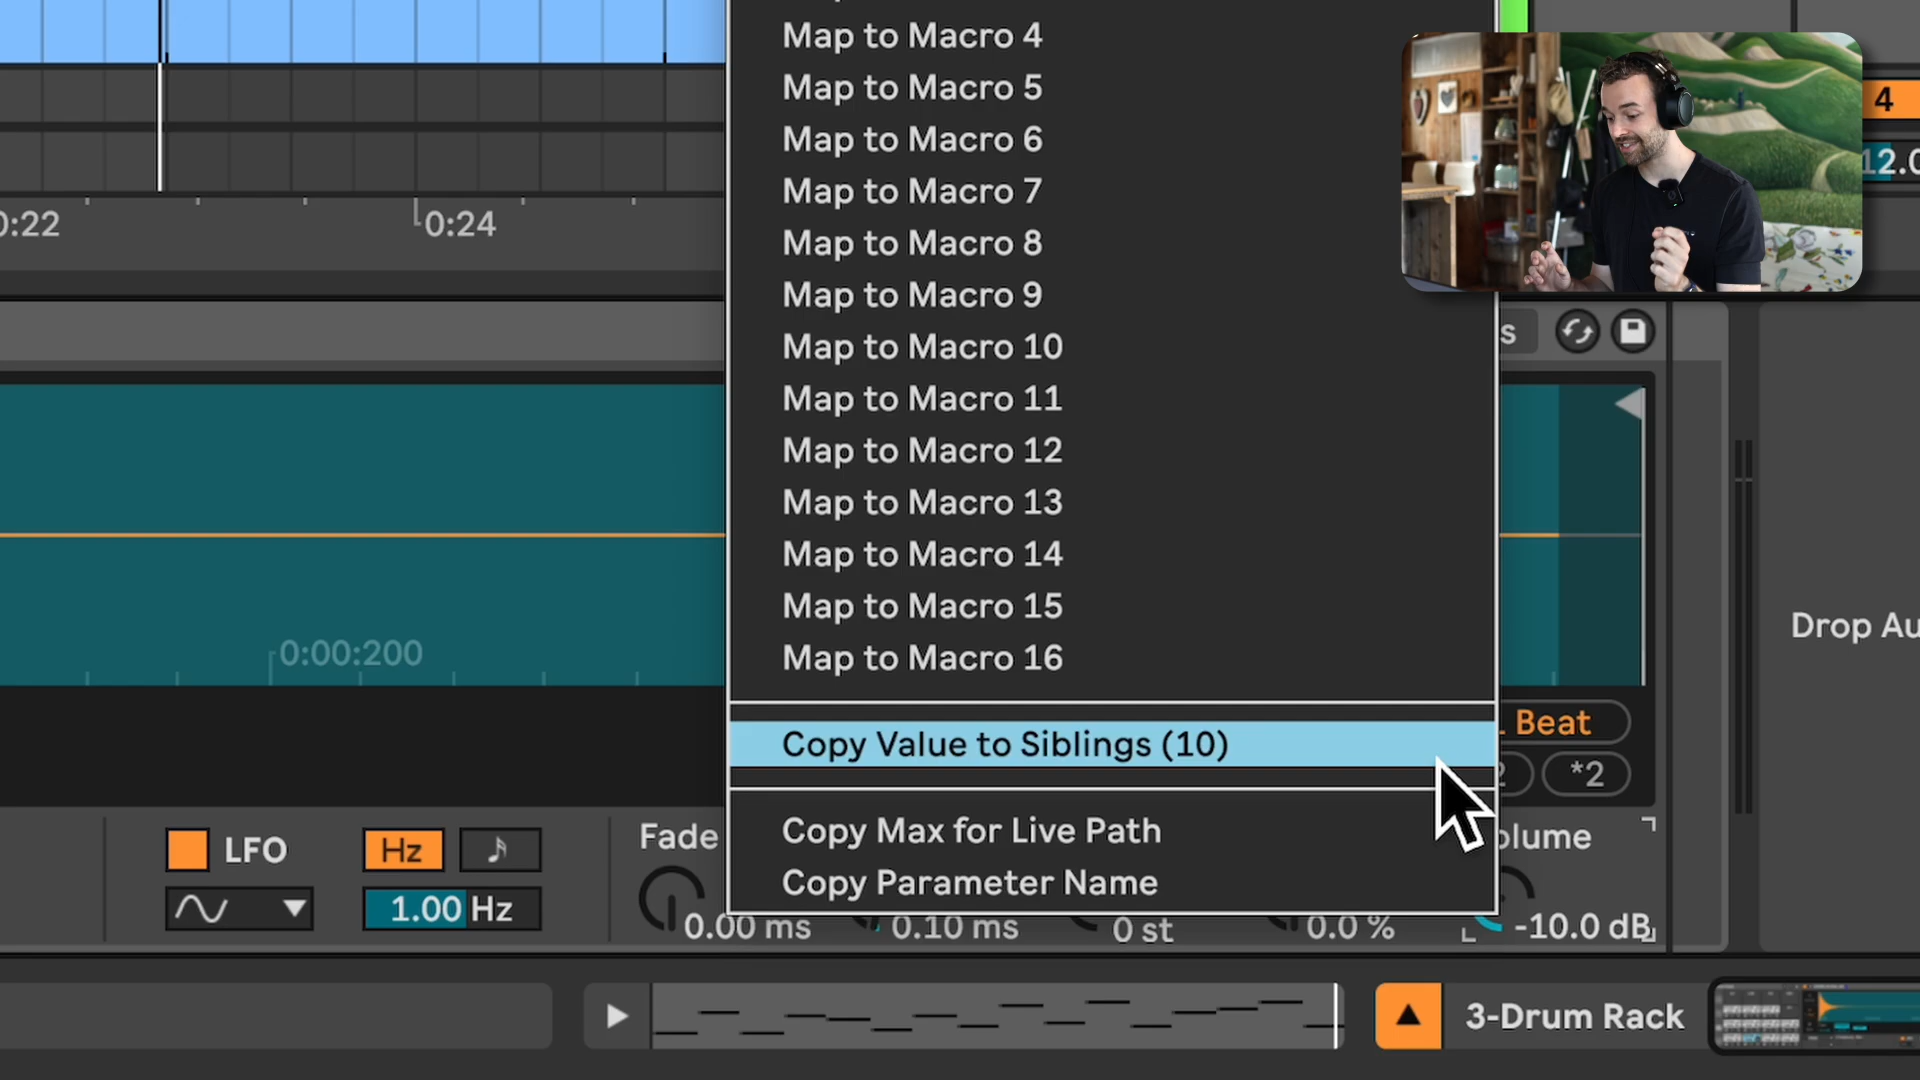 Map to Macro 4
Map to Macro 5
4
Map to Macro 6
12.0
Map to Macro 7
0:22
0:24
Map to Macro 8
Map to Macro 9
Map to Macro 10
s
Map to Macro 11
Map to Macro 12
Map to Macro 13
Map to Macro 14
Map to Macro 15
Drop Au
0:00:200
Map to Macro 16
Beat
Copy Value to Siblings (10)
2
*2
Copy Max for Live Path
LFO
Hz
Fade
olume
Copy Parameter Name
1.00 Hz
0.00 ms
0.10 ms
0 st
0.0 %
-10.0 dB
3-Drum Rack